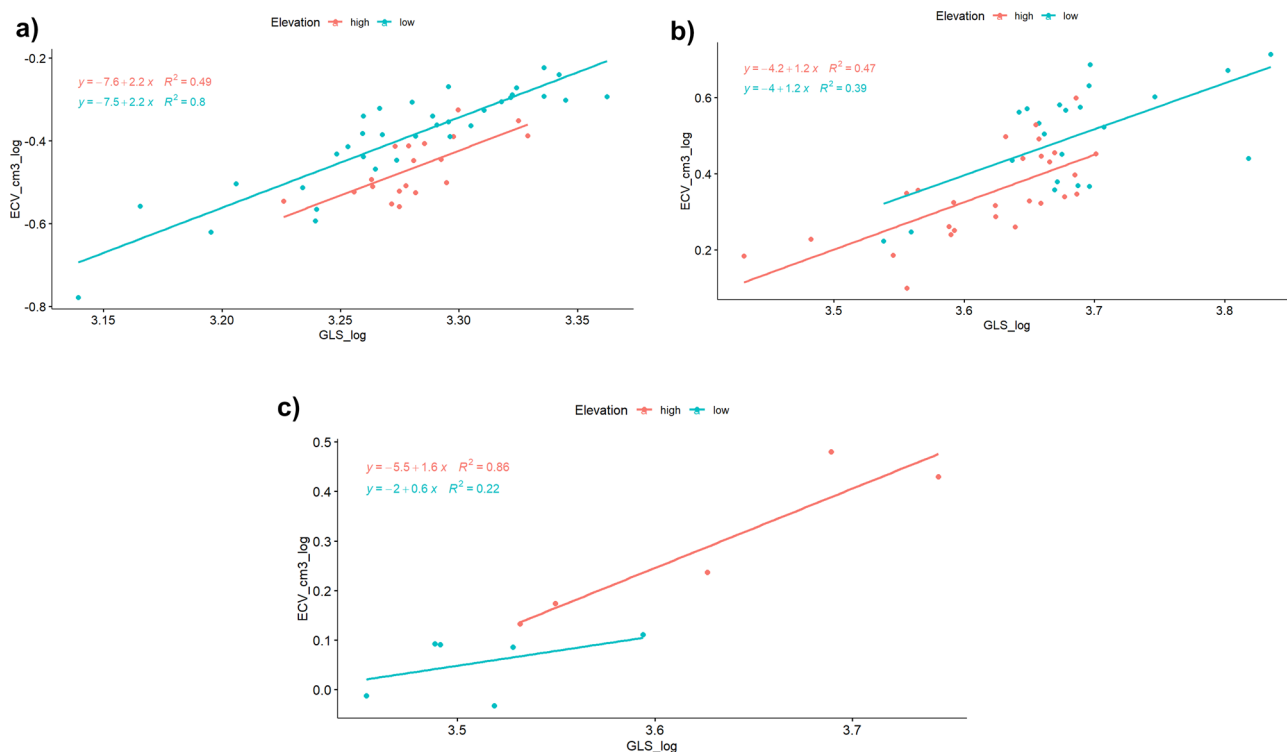 a)
Elevation high low
y = −7.6 + 2.2 x R² = 0.49
y = −7.5 + 2.2 x R² = 0.8
ECV_cm3_log
-0.2
-0.4
-0.6
-0.8
3.15 3.20 3.25 3.30 3.35
GLS_log
b)
Elevation high low
y = −4.2 + 1.2 x R² = 0.47
y = −4 + 1.2 x R² = 0.39
ECV_cm3_log
0.6
0.4
0.2
3.5 3.6 3.7 3.8
GLS_log
c)
Elevation high low
y = −5.5 + 1.6 x R² = 0.86
y = −2 + 0.6 x R² = 0.22
ECV_cm3_log
0.5
0.4
0.3
0.2
0.1
0.0
3.5 3.6 3.7
GLS_log